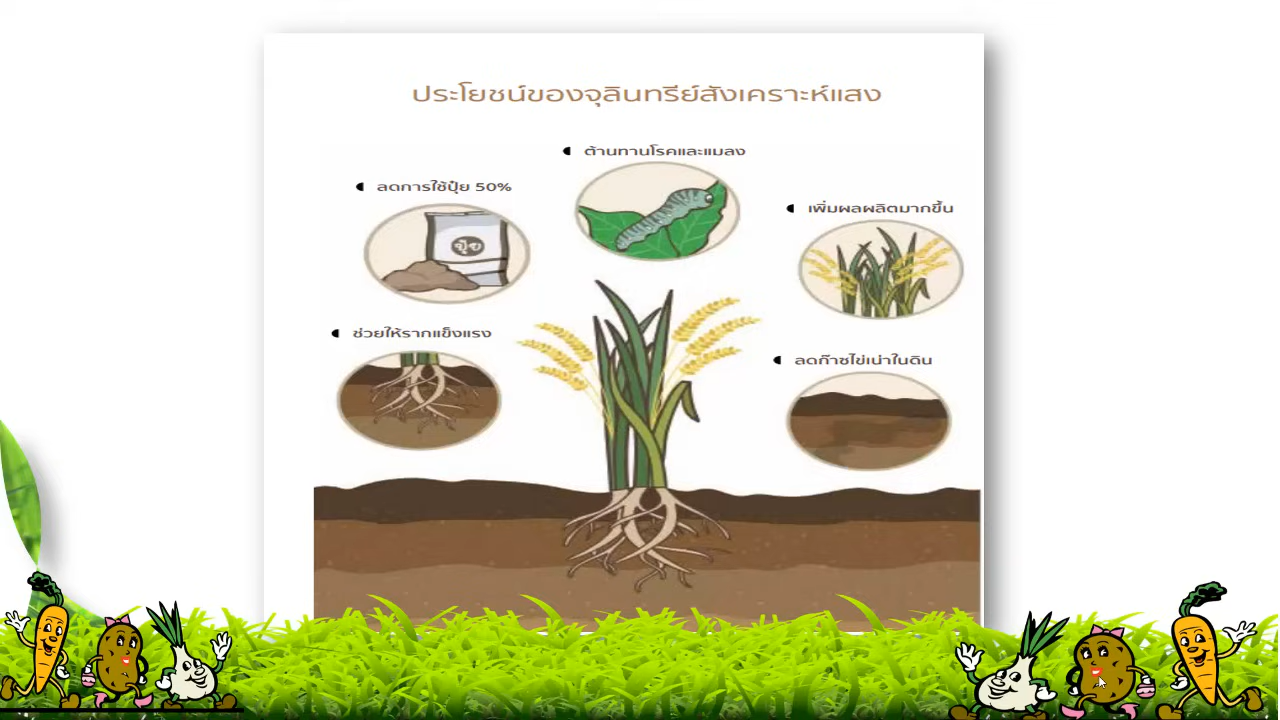 ประโยชน์ของจุลินทรีย์สังเคราะห์แสง
ต้านทานโรคและแมลง
ลดการใช้ปุ๋ย 50%
เพิ่มผลผลิตมากขึ้น
ปุ๋ย
ช่วยให้รากแข็งแรง
ลดก๊าซไข่เน่าในดิน